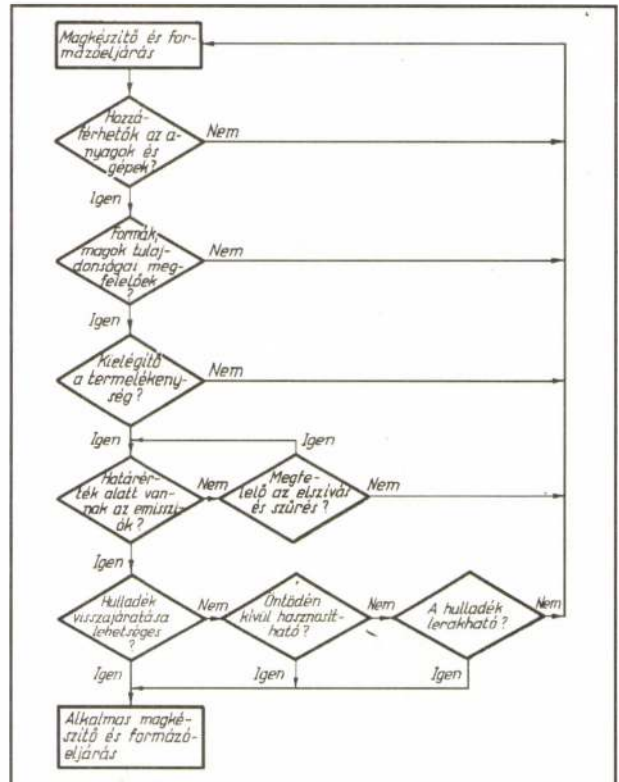 Magkészítő és for-
mázóeljárás
Hozzá-
férhetők az a-
nyagok és
gépek?
Nem
Igen
Formák,
magok tulaj-
donságai meg-
felelőek
?
Nem
Igen
Kielégítő
a termelékeny-
ség?
Nem
Igen
Igen
Határér-
ték alatt van-
nak az emisszi-
ók?
Nem
Megfe-
lelő az elszívás
és szűrés?
Nem
Igen
Hulladék
visszajáratása
lehetséges
?
Nem
Öntödén
kívül hasznosít-
ható?
Nem
A hulladék
lerakható?
Nem
Igen
Igen
Igen
Alkalmas magké-
szítő és formázó-
eljárás